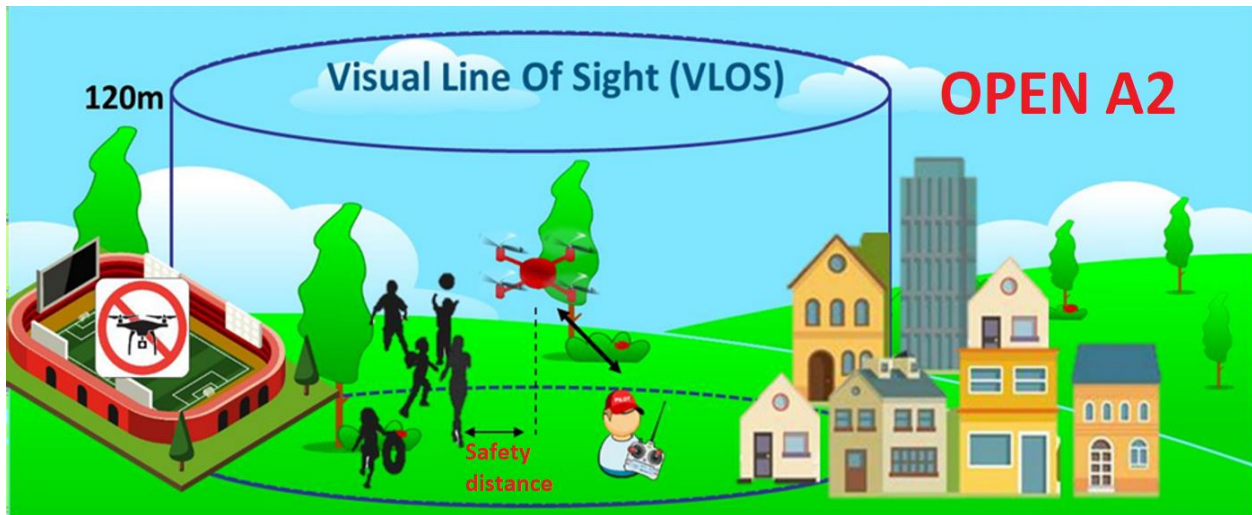 Visual Line Of Sight (VLOS)
OPEN A2
120m
PILOT
Safety
distance